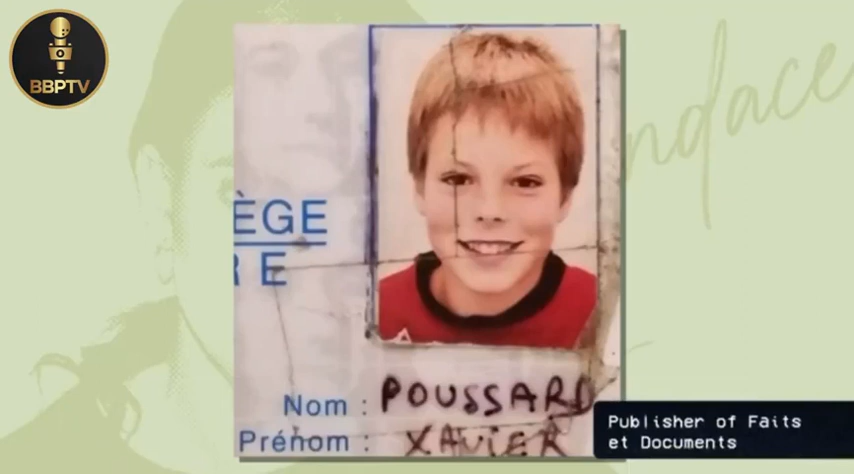 BBPTV
ndace
ÈGE
RE
Nom : POUSSARD
Prénom : XAVIER
Publisher of Faits
et Documents